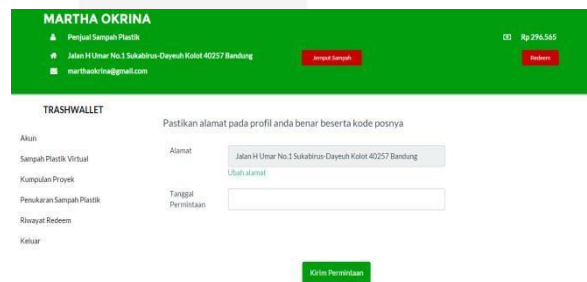 MARTHA OKRINA
Penjual Sampah Plastik
Rp 296.565
Jalan H Umar No.1 Sukabirus-Dayeuh Kolot 40257 Bandung
Jemput Sampah
Redeem
marthaokrina@gmail.com
TRASHWALLET
Pastikan alamat pada profil anda benar beserta kode posnya
Akun
Alamat
Jalan H Umar No.1 Sukabirus-Dayeuh Kolot 40257 Bandung
Sampah Plastik Virtual
Ubah alamat
Kumpulan Proyek
Tanggal
Permintaan
Penukaran Sampah Plastik
Riwayat Redeem
Keluar
Kirim Permintaan